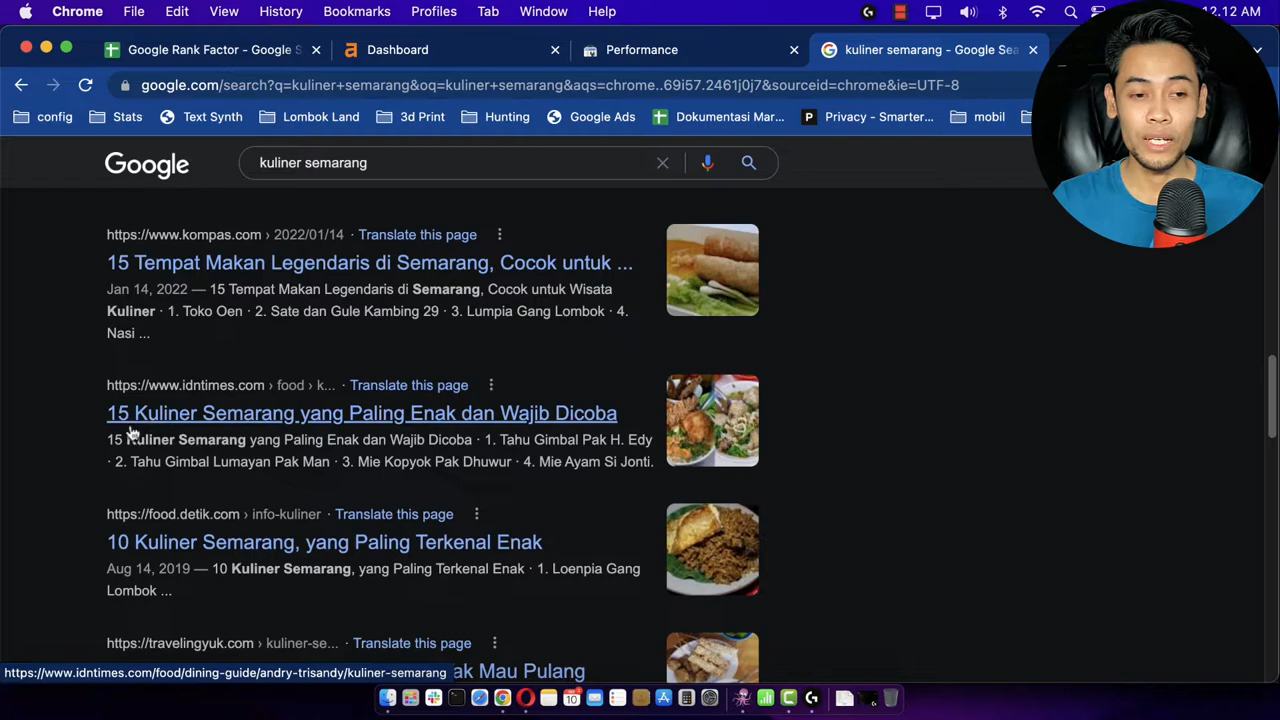 Chrome File Edit View History Bookmarks Profiles Tab Window Help 12.12 AM
Google Rank Factor - Google S Dashboard Performance kuliner semarang - Google Sea
google.com/search?q=kuliner+semarang&oq=kuliner+semarang&aqs=chrome..69i57.2461j0j7&sourceid=chrome&ie=UTF-8
config Stats Text Synth Lombok Land 3d Print Hunting Google Ads Dokumentasi Mar... Privacy - Smarter... mobil
Google kuliner semarang
https://www.kompas.com › 2022/01/14 · Translate this page
15 Tempat Makan Legendaris di Semarang, Cocok untuk ...
Jan 14, 2022 — 15 Tempat Makan Legendaris di Semarang, Cocok untuk Wisata
Kuliner · 1. Toko Oen · 2. Sate dan Gule Kambing 29 · 3. Lumpia Gang Lombok · 4.
Nasi ...
https://www.idntimes.com › food › k... · Translate this page
15 Kuliner Semarang yang Paling Enak dan Wajib Dicoba
15 Kuliner Semarang yang Paling Enak dan Wajib Dicoba · 1. Tahu Gimbal Pak H. Edy
· 2. Tahu Gimbal Lumayan Pak Man · 3. Mie Kopyok Pak Dhuwur · 4. Mie Ayam Si Jonti.
https://food.detik.com › info-kuliner · Translate this page
10 Kuliner Semarang, yang Paling Terkenal Enak
Aug 14, 2019 — 10 Kuliner Semarang, yang Paling Terkenal Enak · 1. Loenpia Gang
Lombok ...
https://travelingyuk.com › kuliner-se... · Translate this page
ak Mau Pulang
https://www.idntimes.com/food/dining-guide/andry-trisandy/kuliner-semarang